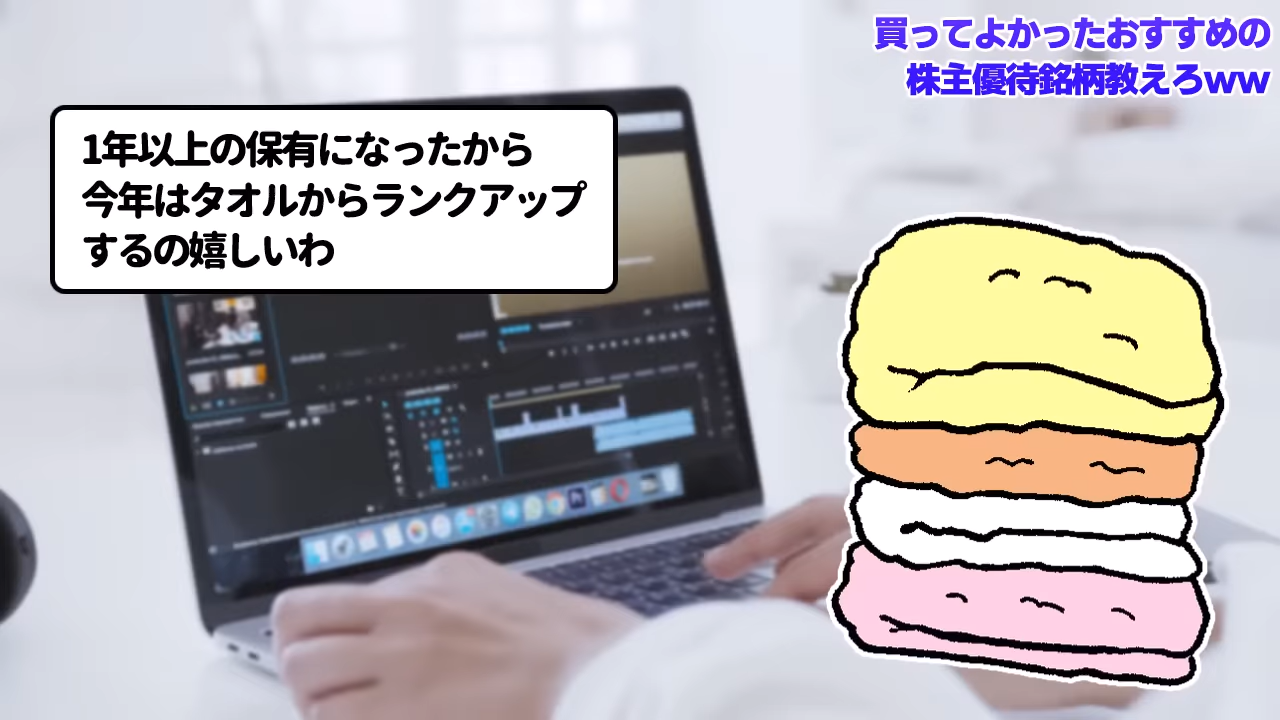 買ってよかったおすすめの
株主優待銘柄教えろww
1年以上の保有になったから
今年はタオルからランクアップ
するの嬉しいわ